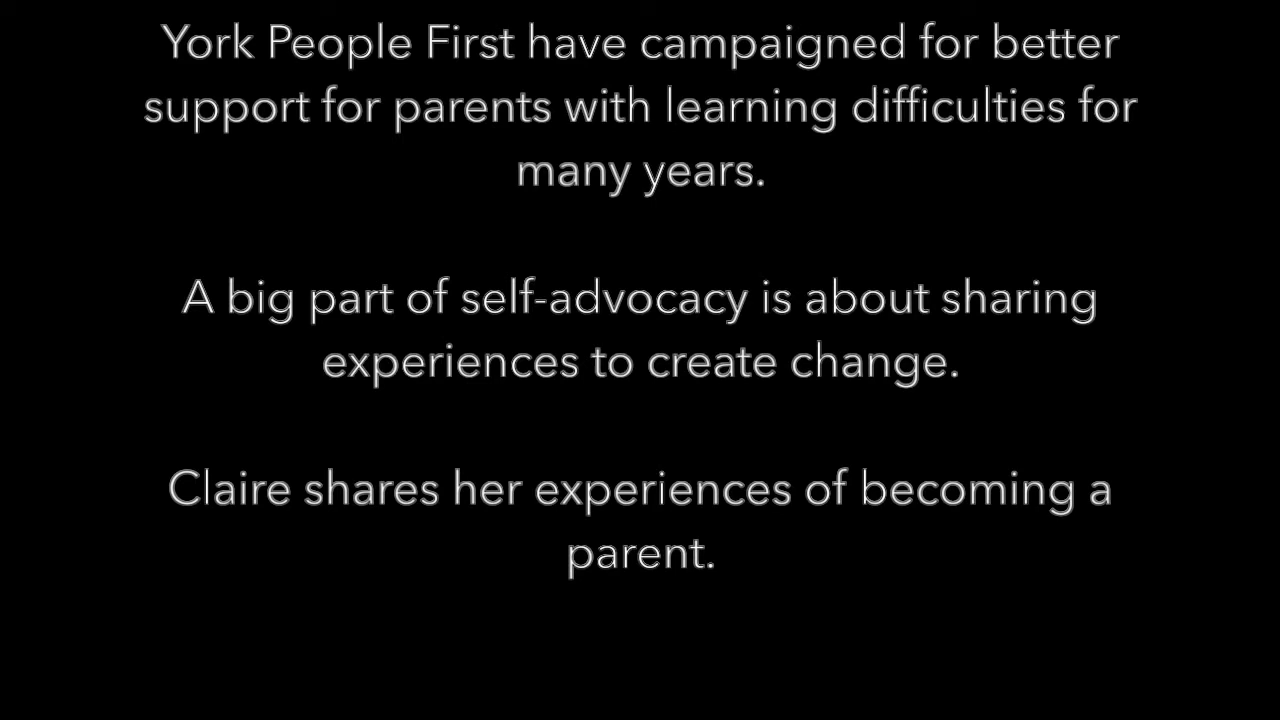 York People First have campaigned for better
support for parents with learning difficulties for
many years.
A big part of self-advocacy is about sharing
experiences to create change.
Claire shares her experiences of becoming a
parent.